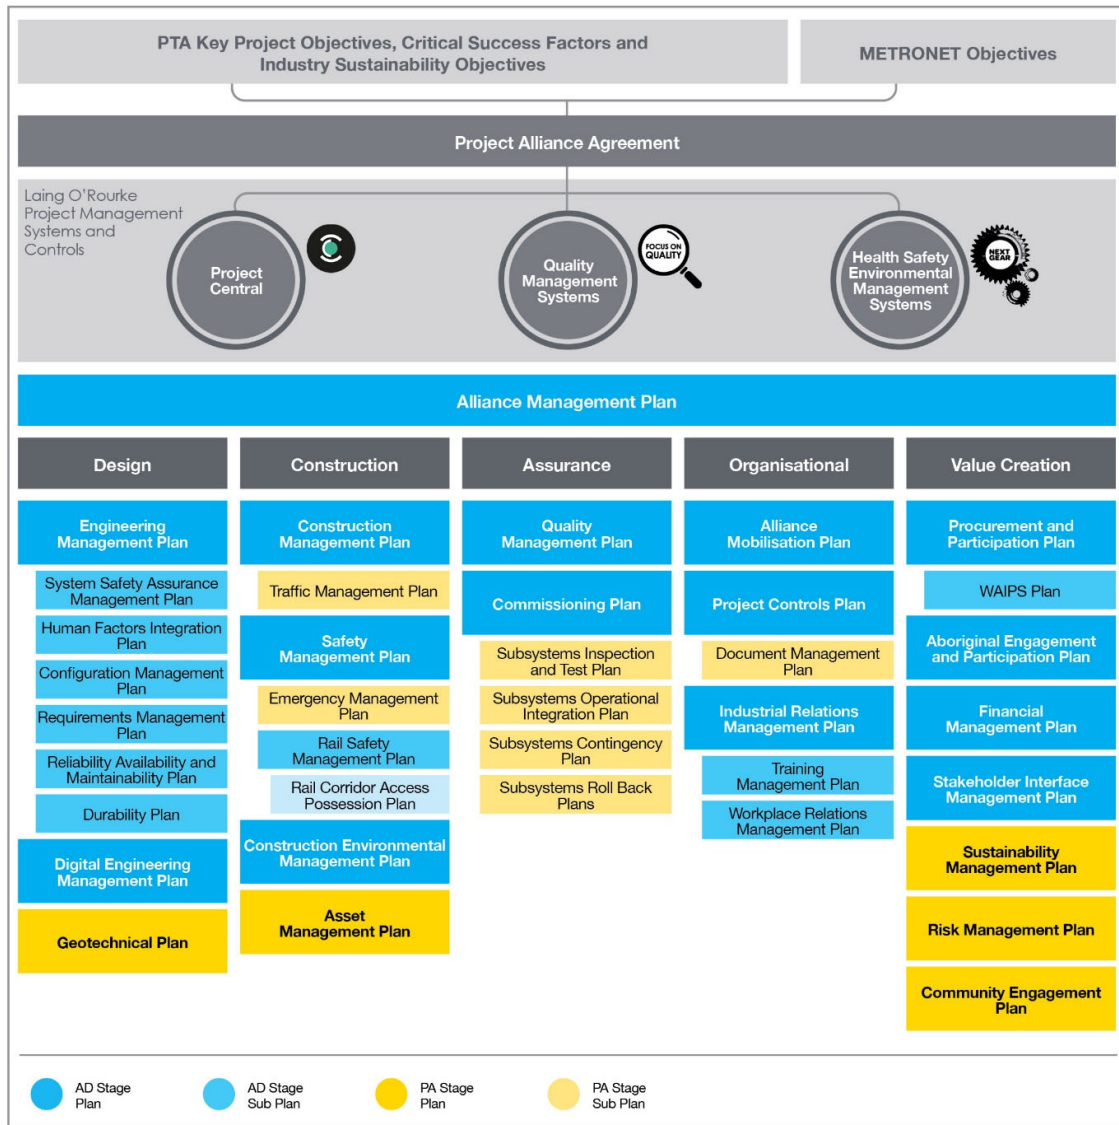 PTA Key Project Objectives, Critical Success Factors and
Industry Sustainability Objectives
METRONET Objectives
Project Alliance Agreement
Laing O'Rourke
Project Management
Systems and
Controls
Project
Central
FOCUS ON
QUALITY
Quality
Management
Systems
Health Safety
Environmental
Management
Systems
NEXT
GEAR
Alliance Management Plan
Design
Engineering
Management Plan
System Safety Assurance
Management Plan
Human Factors Integration
Plan
Configuration Management
Plan
Requirements Management
Plan
Reliability Availability and
Maintainability Plan
Durability Plan
Digital Engineering
Management Plan
Geotechnical Plan
Construction
Construction
Management Plan
Traffic Management Plan
Safety
Management Plan
Emergency Management
Plan
Rail Safety
Management Plan
Rail Corridor Access
Possession Plan
Construction Environmental
Management Plan
Asset
Management Plan
Assurance
Quality
Management Plan
Commissioning Plan
Subsystems Inspection
and Test Plan
Subsystems Operational
Integration Plan
Subsystems Contingency
Plan
Subsystems Roll Back
Plans
Organisational
Alliance
Mobilisation Plan
Project Controls Plan
Document Management
Plan
Industrial Relations
Management Plan
Training
Management Plan
Workplace Relations
Management Plan
Value Creation
Procurement and
Participation Plan
WAIPS Plan
Aboriginal Engagement
and Participation Plan
Financial
Management Plan
Stakeholder Interface
Management Plan
Sustainability
Management Plan
Risk Management Plan
Community Engagement
Plan
AD Stage
Plan
AD Stage
Sub Plan
PA Stage
Plan
PA Stage
Sub Plan